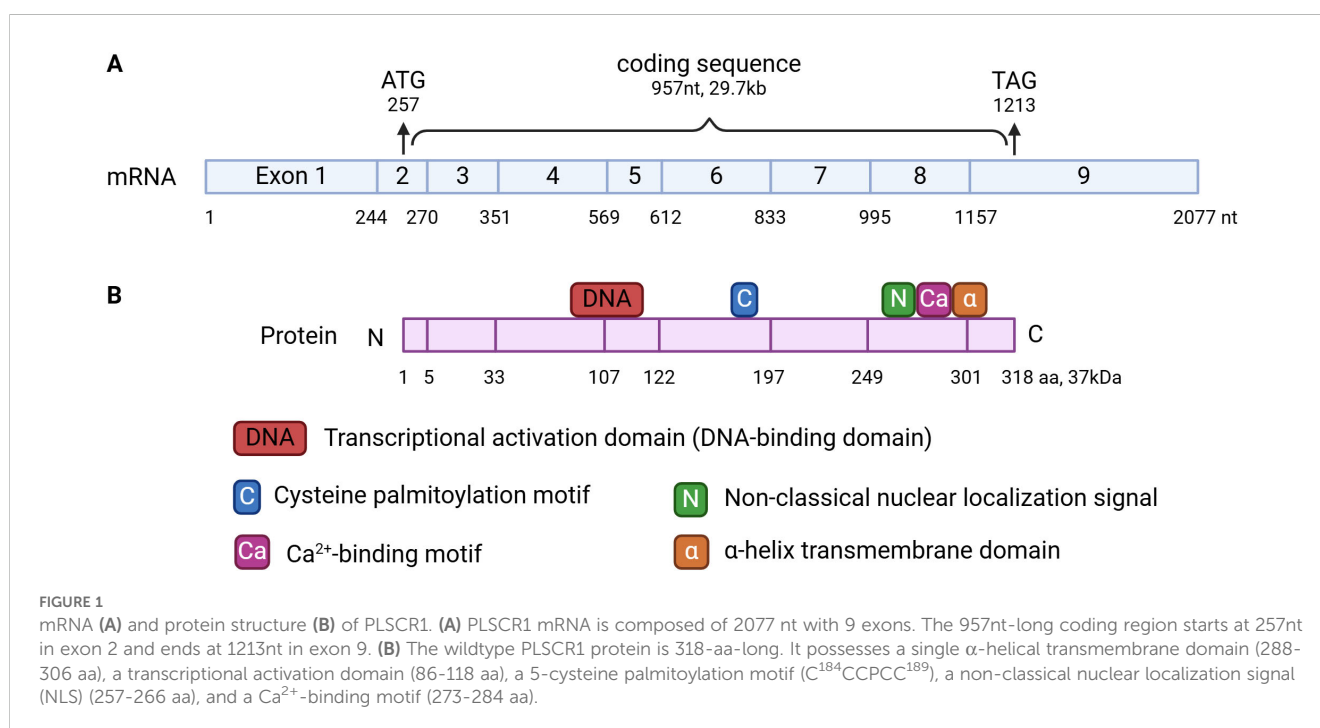 A
ATG
257
coding sequence
957nt, 29.7kb
TAG
1213
mRNA
Exon 1 2 3 4 5 6 7 8 9
1 244 270 351 569 612 833 995 1157 2077 nt
B
DNA C N Ca α
Protein N C
1 5 33 107 122 197 249 301 318 aa, 37kDa
DNA Transcriptional activation domain (DNA-binding domain)
C Cysteine palmitoylation motif
N Non-classical nuclear localization signal
Ca Ca²⁺-binding motif
α α-helix transmembrane domain
FIGURE 1
mRNA (A) and protein structure (B) of PLSCR1. (A) PLSCR1 mRNA is composed of 2077 nt with 9 exons. The 957nt-long coding region starts at 257nt
in exon 2 and ends at 1213nt in exon 9. (B) The wildtype PLSCR1 protein is 318-aa-long. It possesses a single α-helical transmembrane domain (288-
306 aa), a transcriptional activation domain (86-118 aa), a 5-cysteine palmitoylation motif (C¹⁸⁴CCPCC¹⁸⁹), a non-classical nuclear localization signal
(NLS) (257-266 aa), and a Ca²⁺-binding motif (273-284 aa).